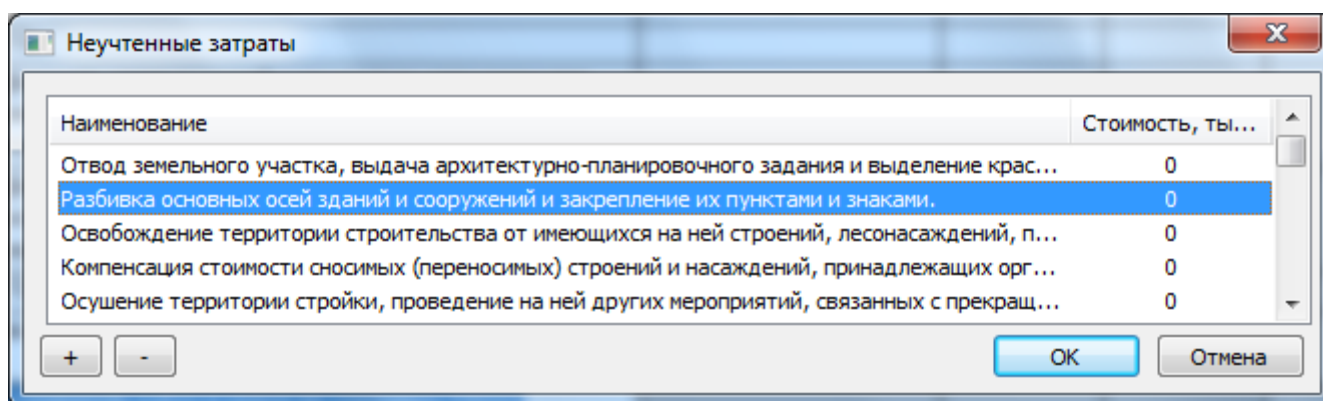 Неучтенные затраты
Наименование Стоимость, ты...
Отвод земельного участка, выдача архитектурно-планировочного задания и выделение крас... 0
Разбивка основных осей зданий и сооружений и закрепление их пунктами и знаками. 0
Освобождение территории строительства от имеющихся на ней строений, лесонасаждений, п... 0
Компенсация стоимости сносимых (переносимых) строений и насаждений, принадлежащих орг... 0
Осушение территории стройки, проведение на ней других мероприятий, связанных с прекращ... 0
+ - OK Отмена